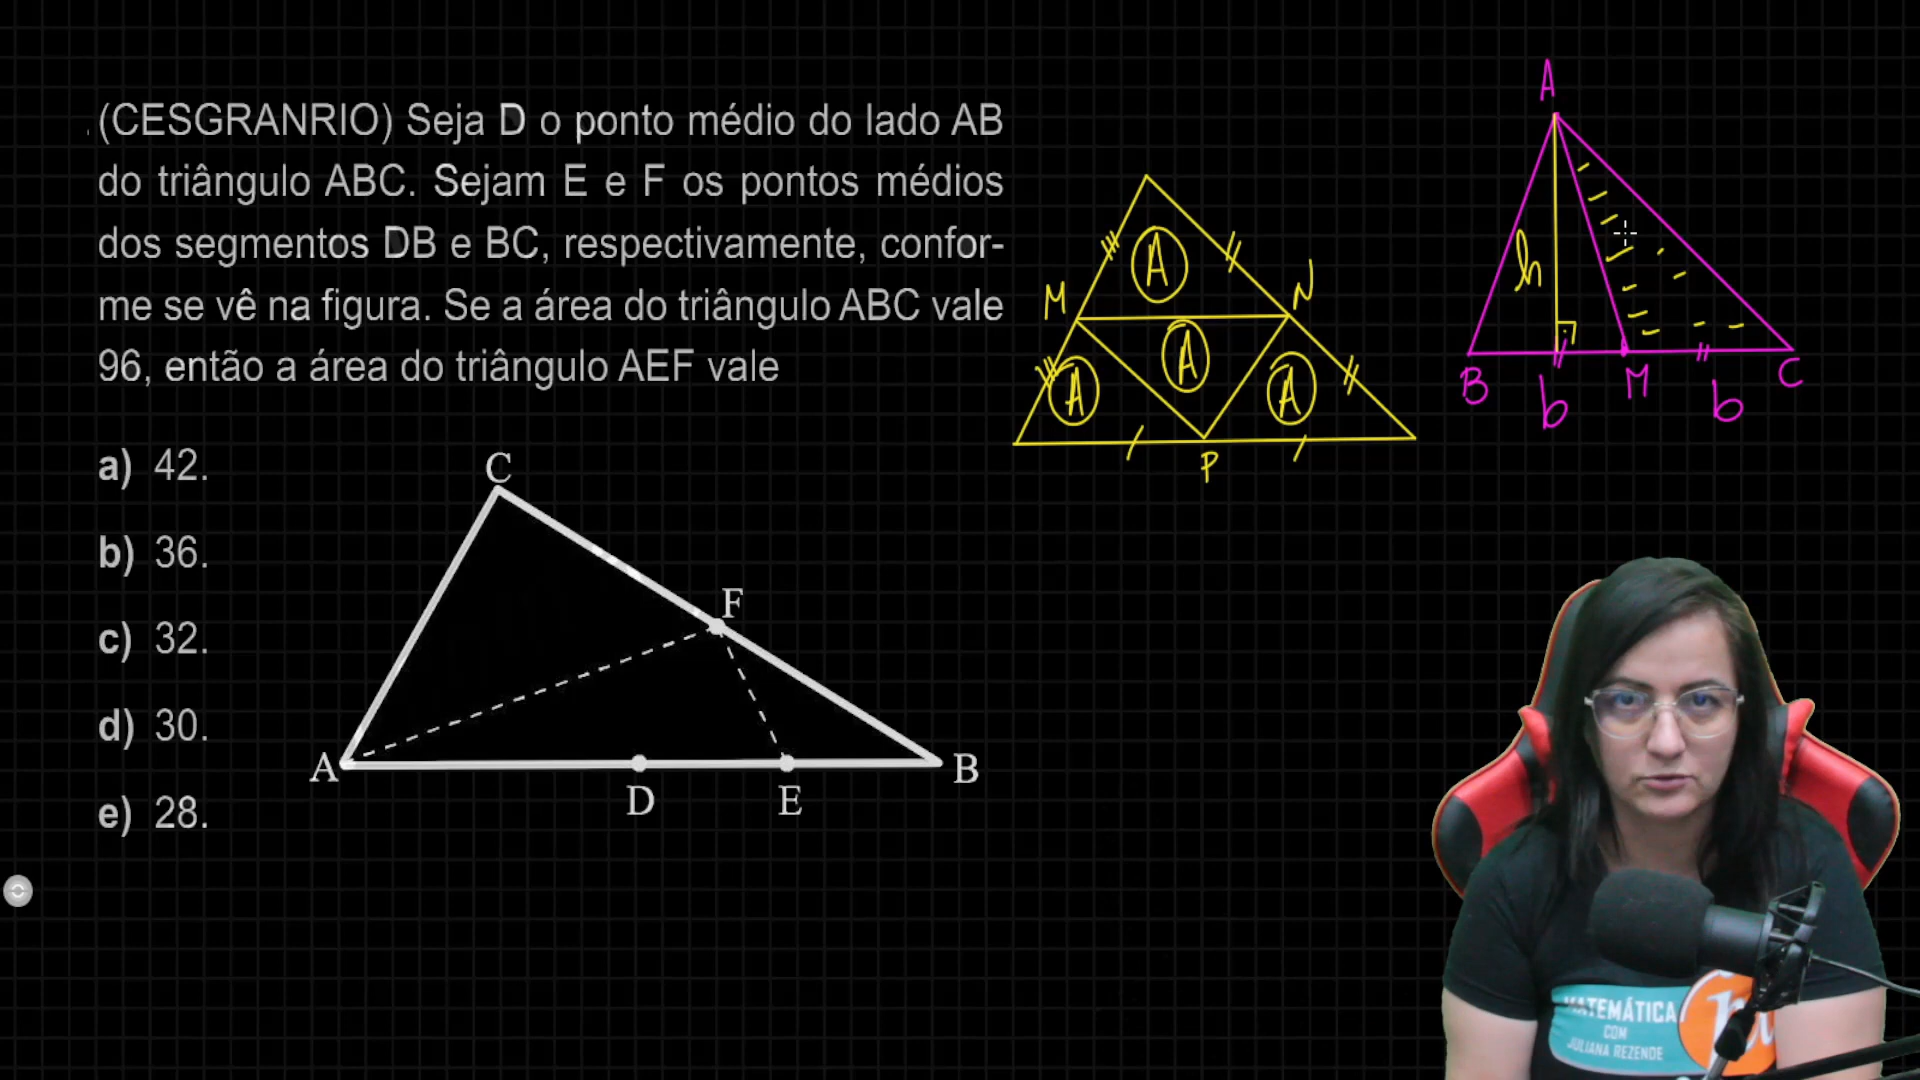 (CESGRANRIO) Seja D o ponto médio do lado AB
do triângulo ABC. Sejam E e F os pontos médios
dos segmentos DB e BC, respectivamente, confor-
me se vê na figura. Se a área do triângulo ABC vale
96, então a área do triângulo AEF vale
a) 42.
b) 36.
c) 32.
d) 30.
e) 28.
C
F
A
D
E
B
A
M
N
A
A
A
P
A
h
B
M
C
b
b
MATEMÁTICA
COM
JULIANA REZENDE